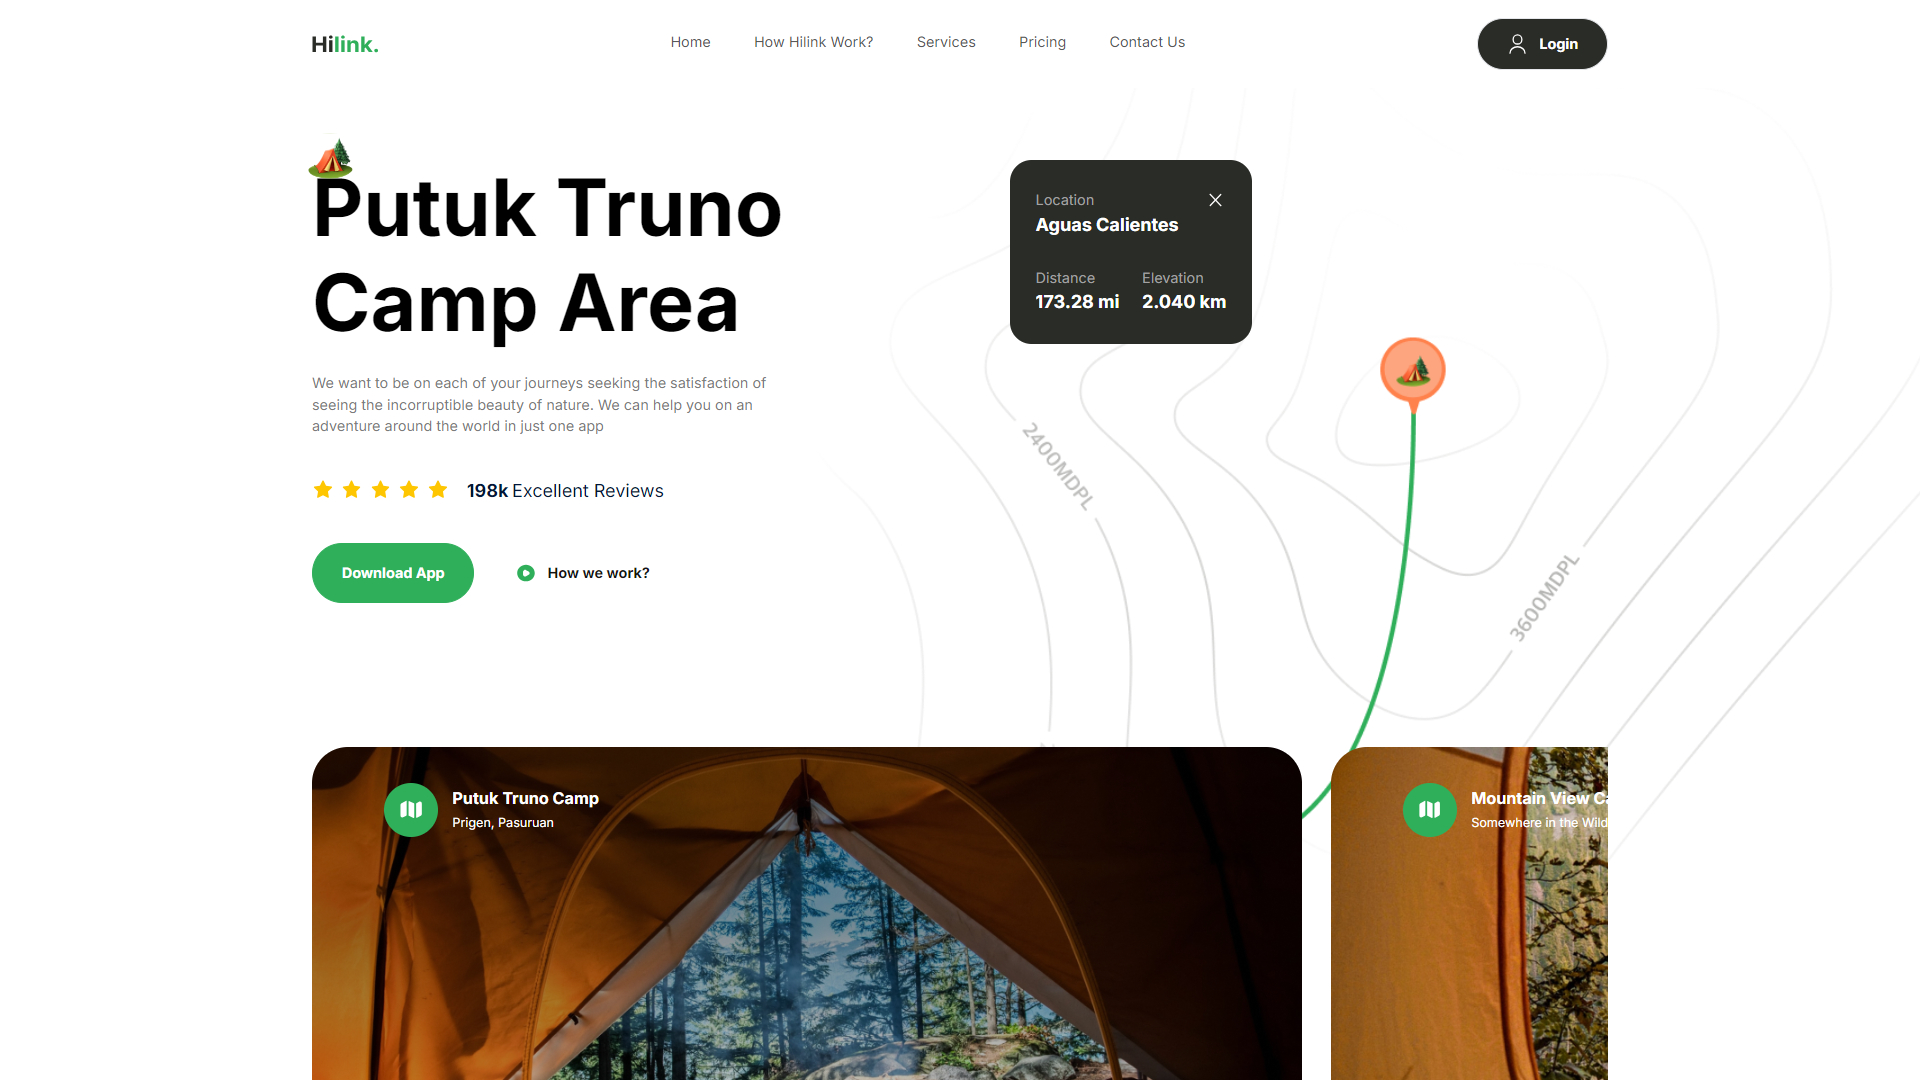 Hilink.
Home
How Hilink Work?
Services
Pricing
Contact Us
Login
Putuk Truno
Camp Area
We want to be on each of your journeys seeking the satisfaction of
seeing the incorruptible beauty of nature. We can help you on an
adventure around the world in just one app
198k Excellent Reviews
Download App
How we work?
Location
Aguas Calientes
Distance
Elevation
173.28 mi
2.040 km
2400MDPL
3600MDPL
Putuk Truno Camp
Prigen, Pasuruan
Mountain View
Somewhere in the Wild